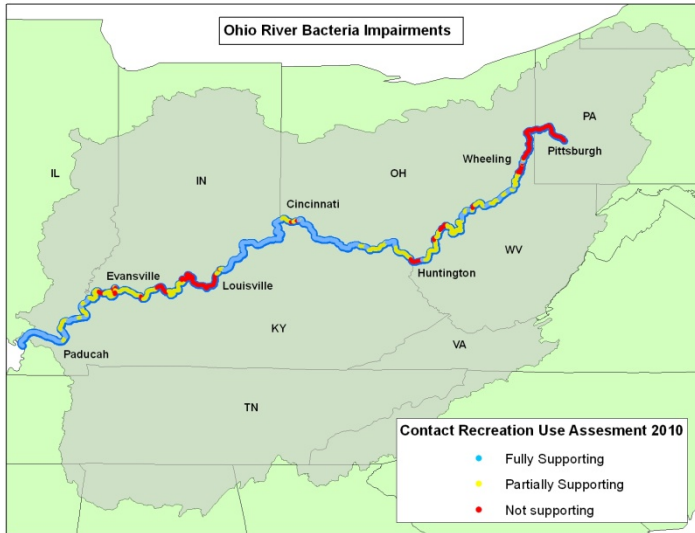 Ohio River Bacteria Impairments
PA
Pittsburgh
Wheeling
OH
IL
IN
Cincinnati
WV
Huntington
Evansville
Louisville
KY
VA
Paducah
TN
Contact Recreation Use Assesment 2010
Fully Supporting
Partially Supporting
Not supporting